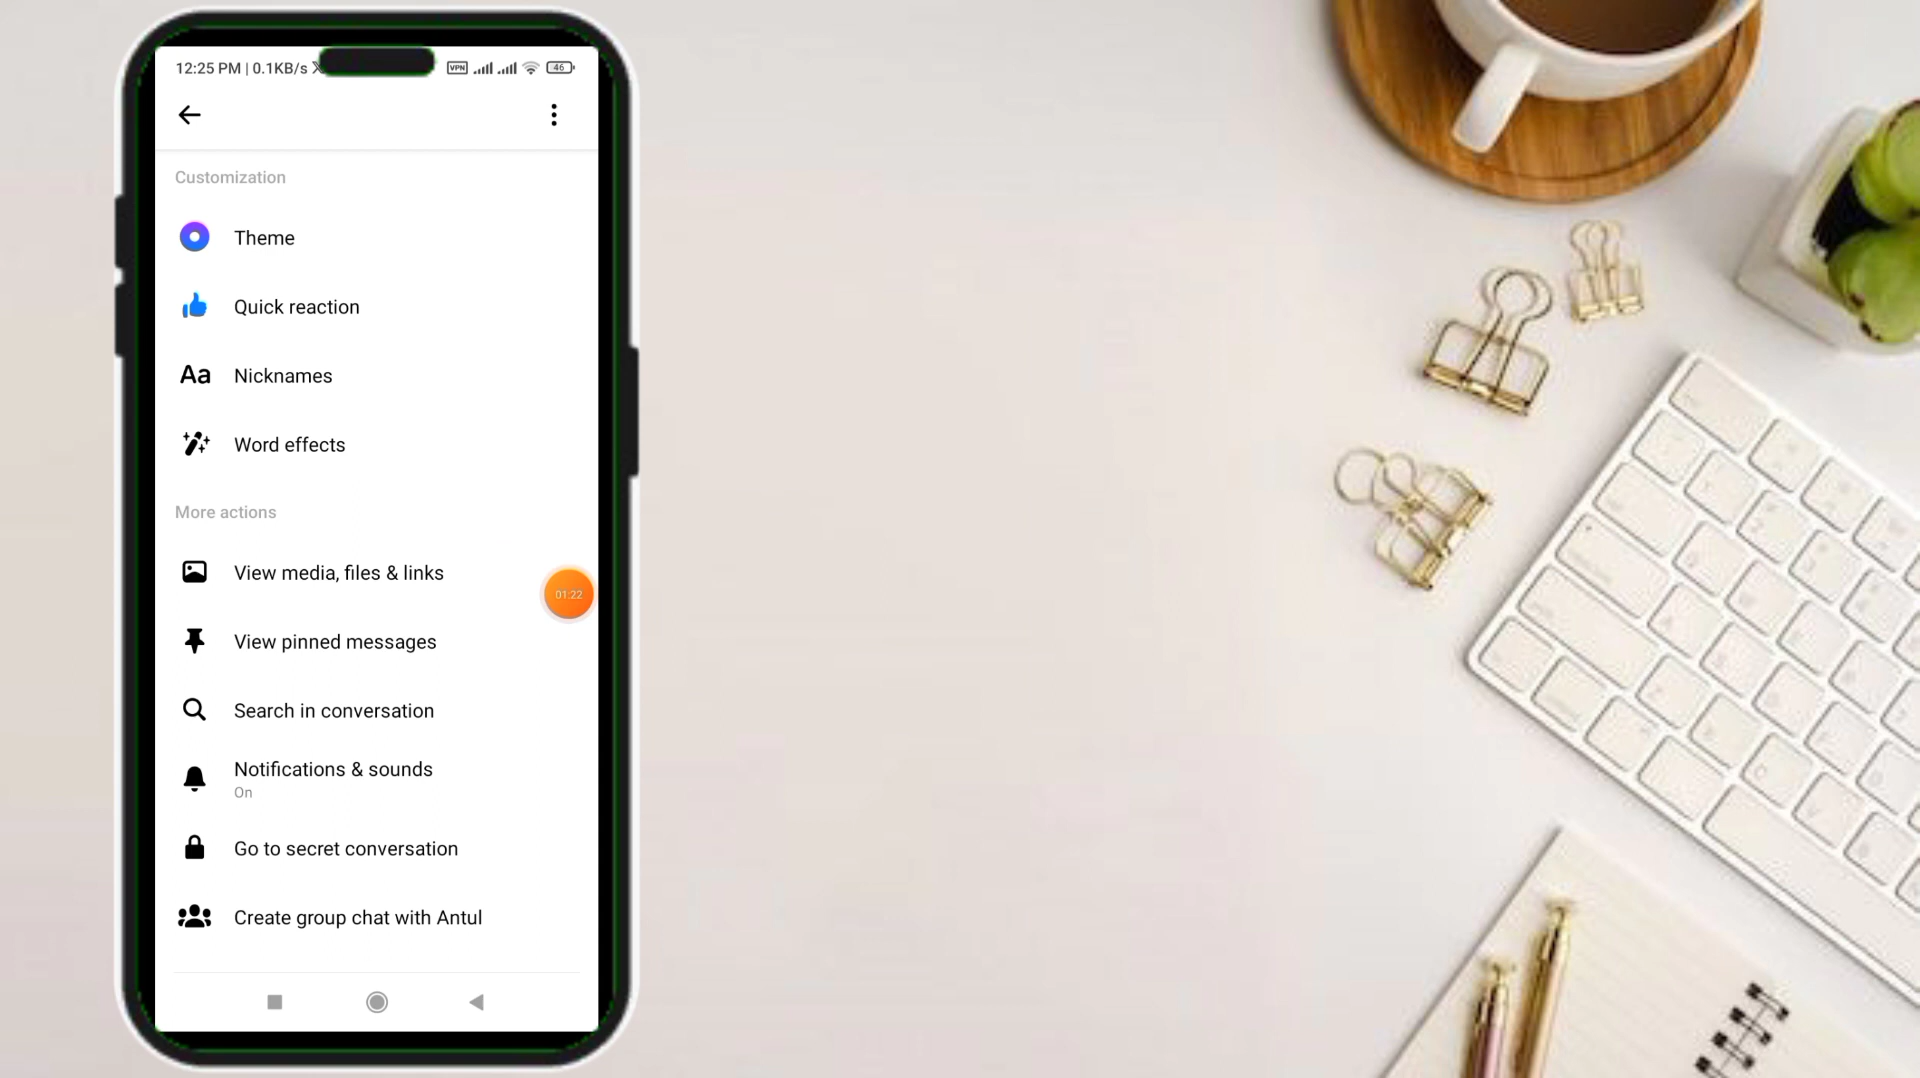 12:25 PM | 0.1KB/s
VPN
46
Customization
Theme
Quick reaction
Aa
Nicknames
Word effects
More actions
View media, files & links
01:22
View pinned messages
Search in conversation
Notifications & sounds
On
Go to secret conversation
Create group chat with Antul